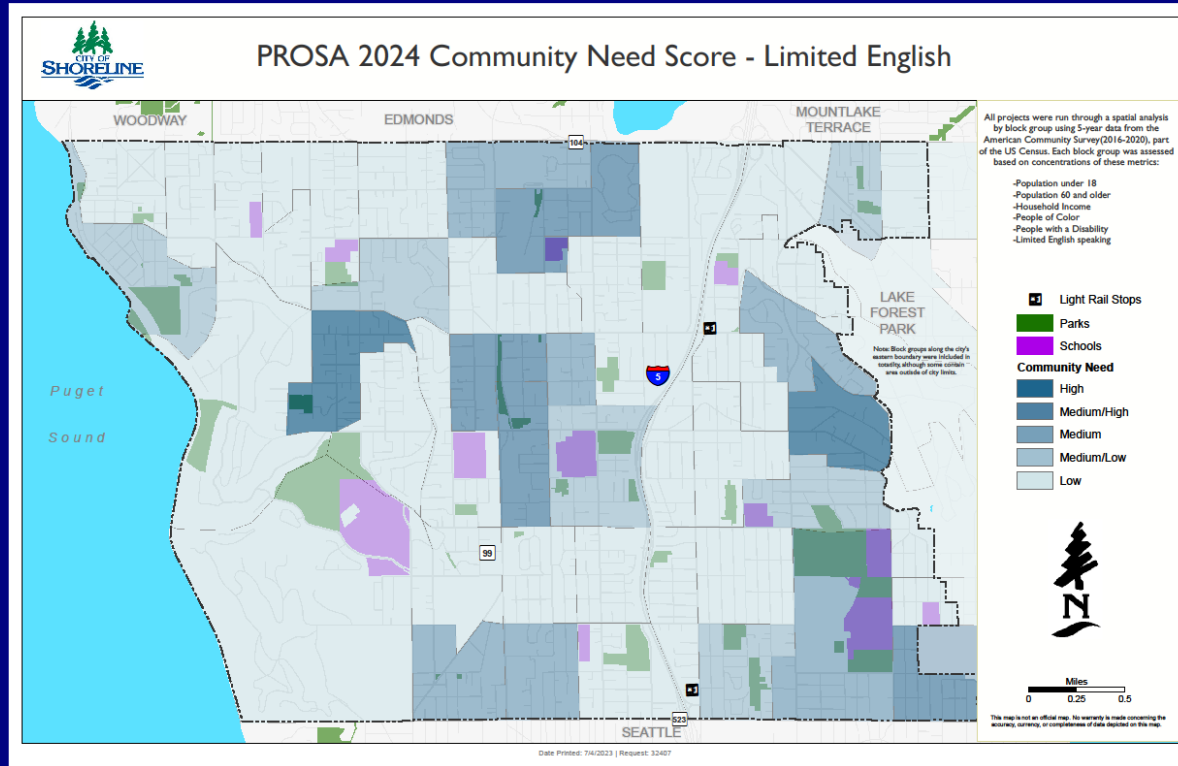 CITY OF
SHORELINE
PROSA 2024 Community Need Score - Limited English
WOODWAY
EDMONDS
MOUNTLAKE
TERRACE
104
LAKE
FOREST
PARK
Note: Block groups along the city's
eastern boundary were included in
totality, although some contain
area outside of city limits.
5
Puget
Sound
99
523
SEATTLE
All projects were run through a spatial analysis
by block group using 5-year data from the
American Community Survey(2016-2020), part
of the US Census. Each block group was assessed
based on concentrations of these metrics:
-Population under 18
-Population 60 and older
-Household Income
-People of Color
-People with a Disability
-Limited English speaking
Light Rail Stops
Parks
Schools
Community Need
High
Medium/High
Medium
Medium/Low
Low
N
Miles
0 0.25 0.5
This map is not an official map. No warranty is made concerning the
accuracy, currency, or completeness of data depicted on this map.
Date Printed: 7/4/2023 | Request: 32407